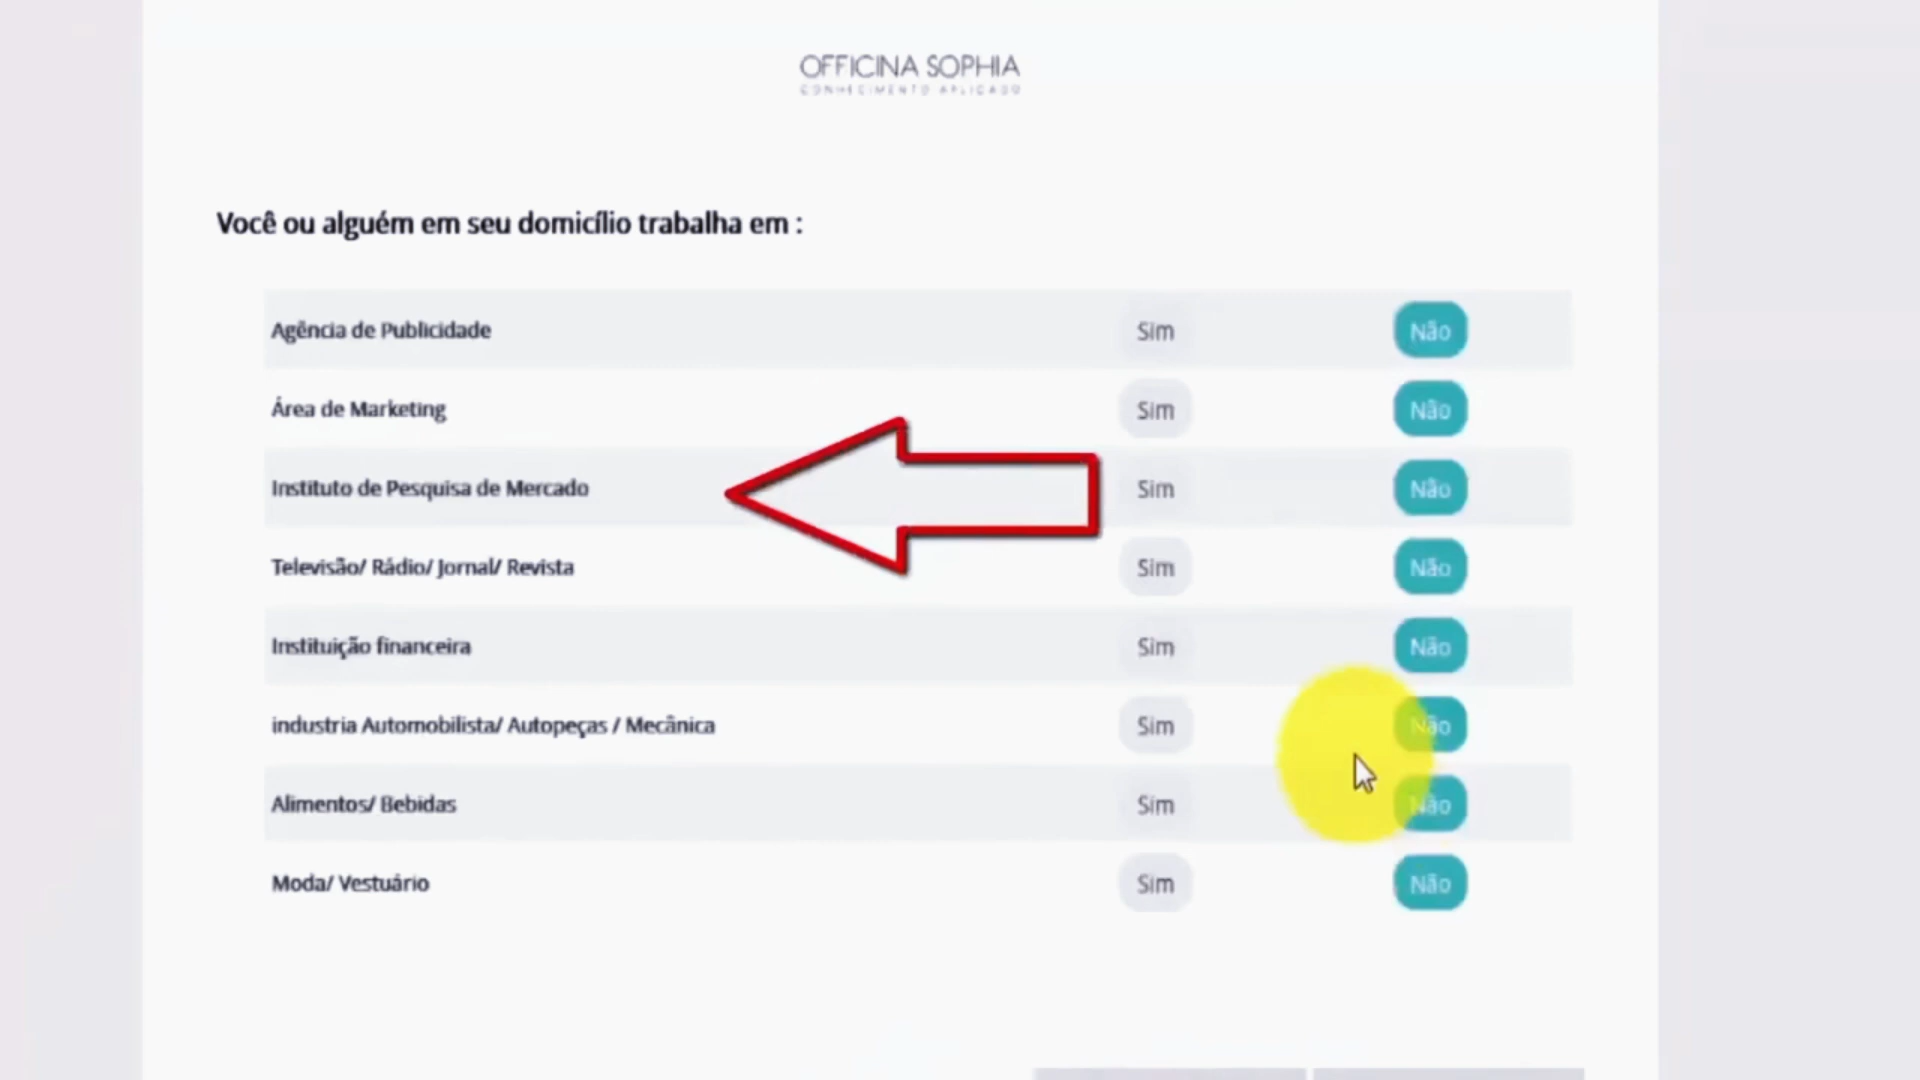 OFFICINA SOPHIA
CONHECIMENTO APLICADO
Você ou alguém em seu domicílio trabalha em :
Agência de Publicidade Sim Não
Área de Marketing Sim Não
Instituto de Pesquisa de Mercado Sim Não
Televisão/ Rádio/ Jornal/ Revista Sim Não
Instituição financeira Sim Não
industria Automobilista/ Autopeças / Mecânica Sim Não
Alimentos/ Bebidas Sim Não
Moda/ Vestuário Sim Não